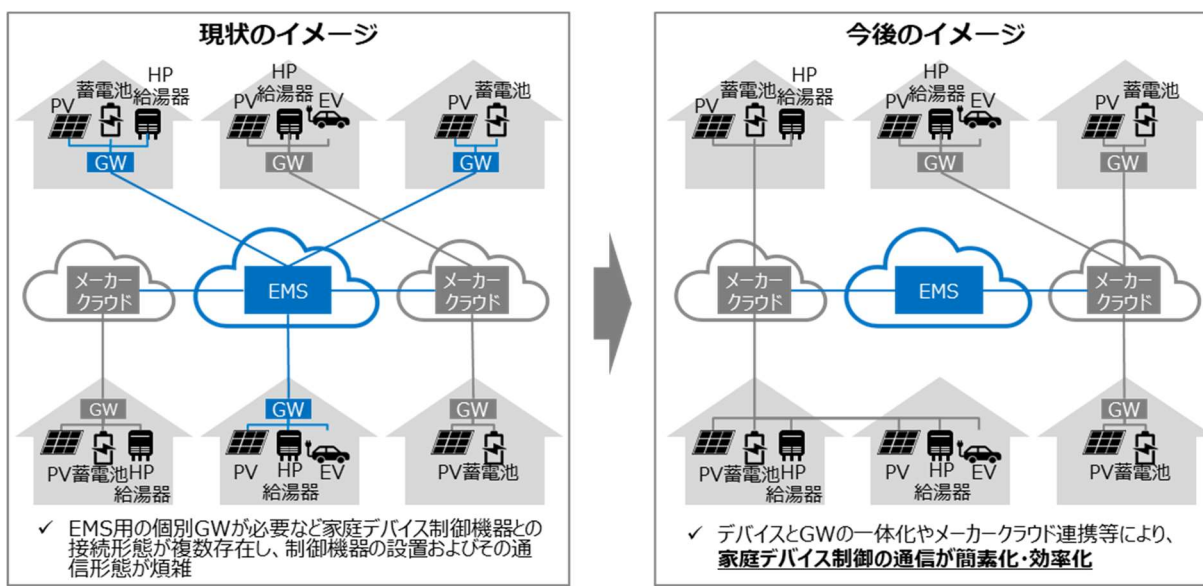 現状のイメージ
HP
蓄電池
給湯器
PV
GW
HP
給湯器
PV
EV
GW
蓄電池
PV
GW
メーカー
クラウド
EMS
メーカー
クラウド
GW
PV蓄電池HP
給湯器
GW
PV
HP
EV
給湯器
GW
PV蓄電池
✓ EMS用の個別GWが必要など家庭デバイス制御機器との
接続形態が複数存在し、制御機器の設置およびその通
信形態が煩雑
今後のイメージ
HP
蓄電池
給湯器
PV
HP
給湯器
PV
EV
GW
蓄電池
PV
GW
メーカー
クラウド
EMS
メーカー
クラウド
PV蓄電池HP
給湯器
PV
HP
EV
給湯器
GW
PV蓄電池
✓ デバイスとGWの一体化やメーカークラウド連携等により、
家庭デバイス制御の通信が簡素化・効率化